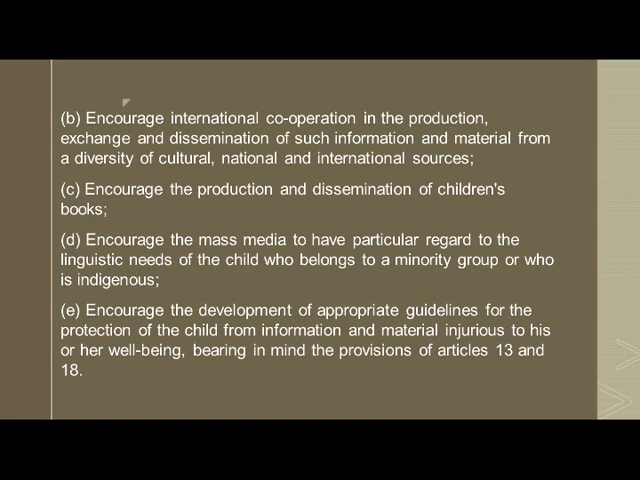 (b) Encourage international co-operation in the production,
exchange and dissemination of such information and material from
a diversity of cultural, national and international sources;
(c) Encourage the production and dissemination of children's
books;
(d) Encourage the mass media to have particular regard to the
linguistic needs of the child who belongs to a minority group or who
is indigenous;
(e) Encourage the development of appropriate guidelines for the
protection of the child from information and material injurious to his
or her well-being, bearing in mind the provisions of articles 13 and
18.